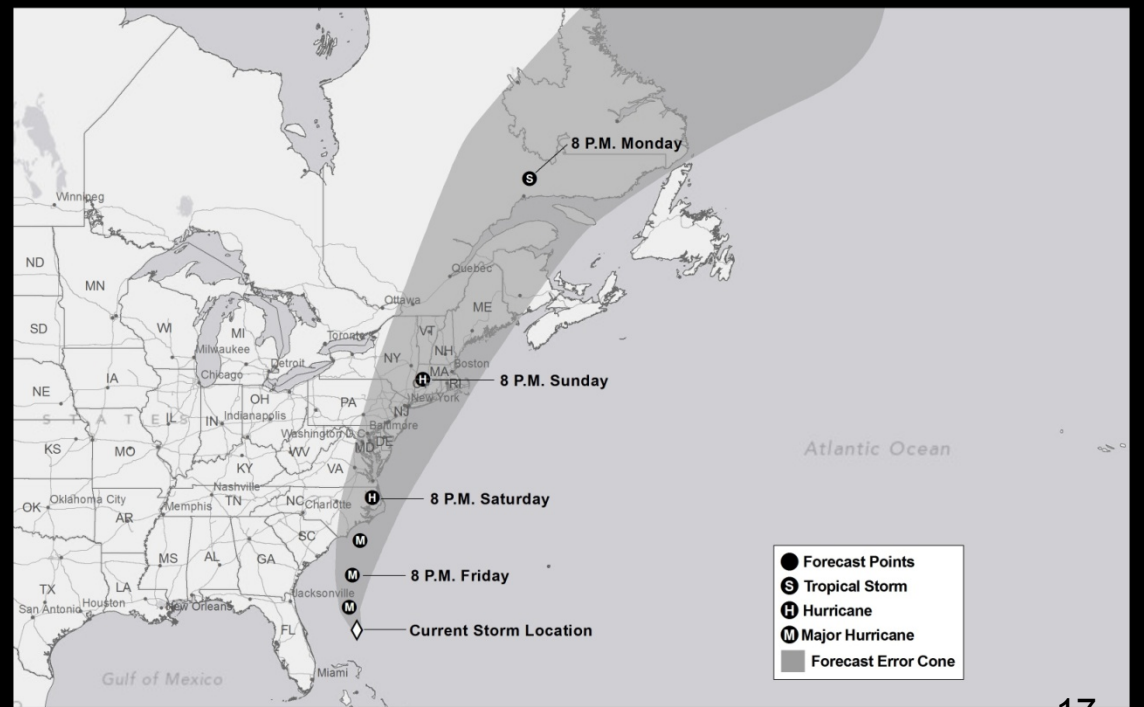 8 P.M. Monday
S
Winnipeg
ND
MN
Quebec
Ottawa
ME
SD
WI
MI
Toronto
VT
NH
Milwaukee
NY
Boston
MA
Detroit
H
RI
8 P.M. Sunday
Chicago
IA
NE
PA
New York
OH
NJ
STATES
IL
IN
Indianapolis
Baltimore
Washington D.C.
DE
MD
WV
Atlantic Ocean
KS
MO
KY
VA
Nashville
H
8 P.M. Saturday
Oklahoma City
OK
TN
NC
Charlotte
Memphis
AR
SC
M
MS
AL
GA
M
8 P.M. Friday
TX
LA
Jacksonville
M
San Antonio
Houston
New Orleans
FL
Current Storm Location
Miami
Gulf of Mexico
Forecast Points
S Tropical Storm
H Hurricane
M Major Hurricane
Forecast Error Cone
17